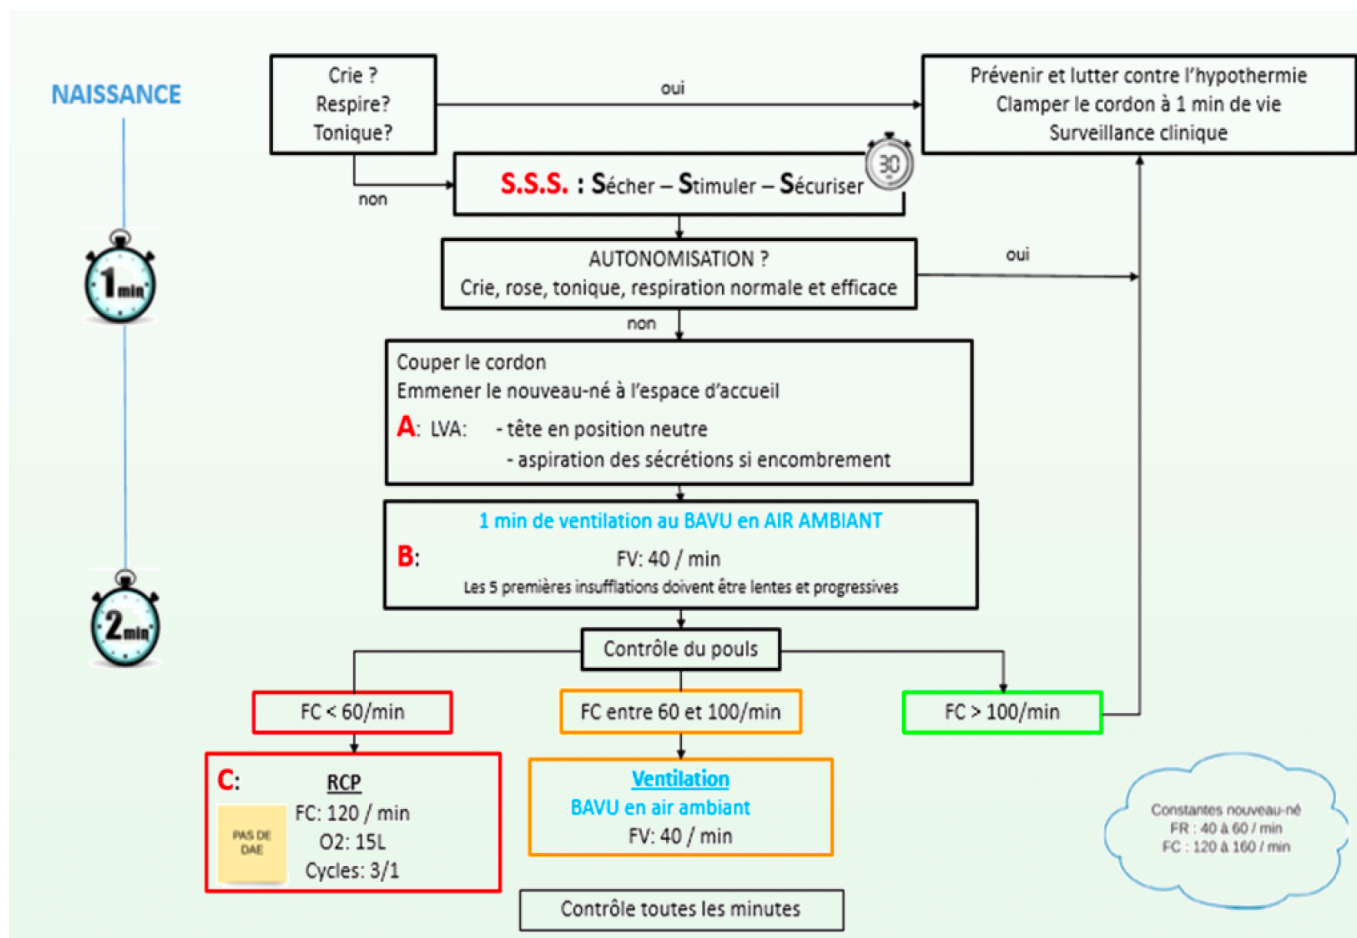 NAISSANCE
Crie ?
Respire?
Tonique?
oui
Prévenir et lutter contre l'hypothermie
Clamper le cordon à 1 min de vie
Surveillance clinique
non
S.S.S. : Sécher – Stimuler – Sécuriser
30
AUTONOMISATION ?
Crie, rose, tonique, respiration normale et efficace
oui
1 min
non
Couper le cordon
Emmener le nouveau-né à l'espace d'accueil
A: LVA: - tête en position neutre
- aspiration des sécrétions si encombrement
1 min de ventilation au BAVU en AIR AMBIANT
B: FV: 40 / min
Les 5 premières insufflations doivent être lentes et progressives
2 min
Contrôle du pouls
FC < 60/min
FC entre 60 et 100/min
FC > 100/min
C: RCP
FC: 120 / min
O2: 15L
Cycles: 3/1
PAS DE
DAE
Ventilation
BAVU en air ambiant
FV: 40 / min
Constantes nouveau-né
FR : 40 à 60 / min
FC : 120 à 160 / min
Contrôle toutes les minutes